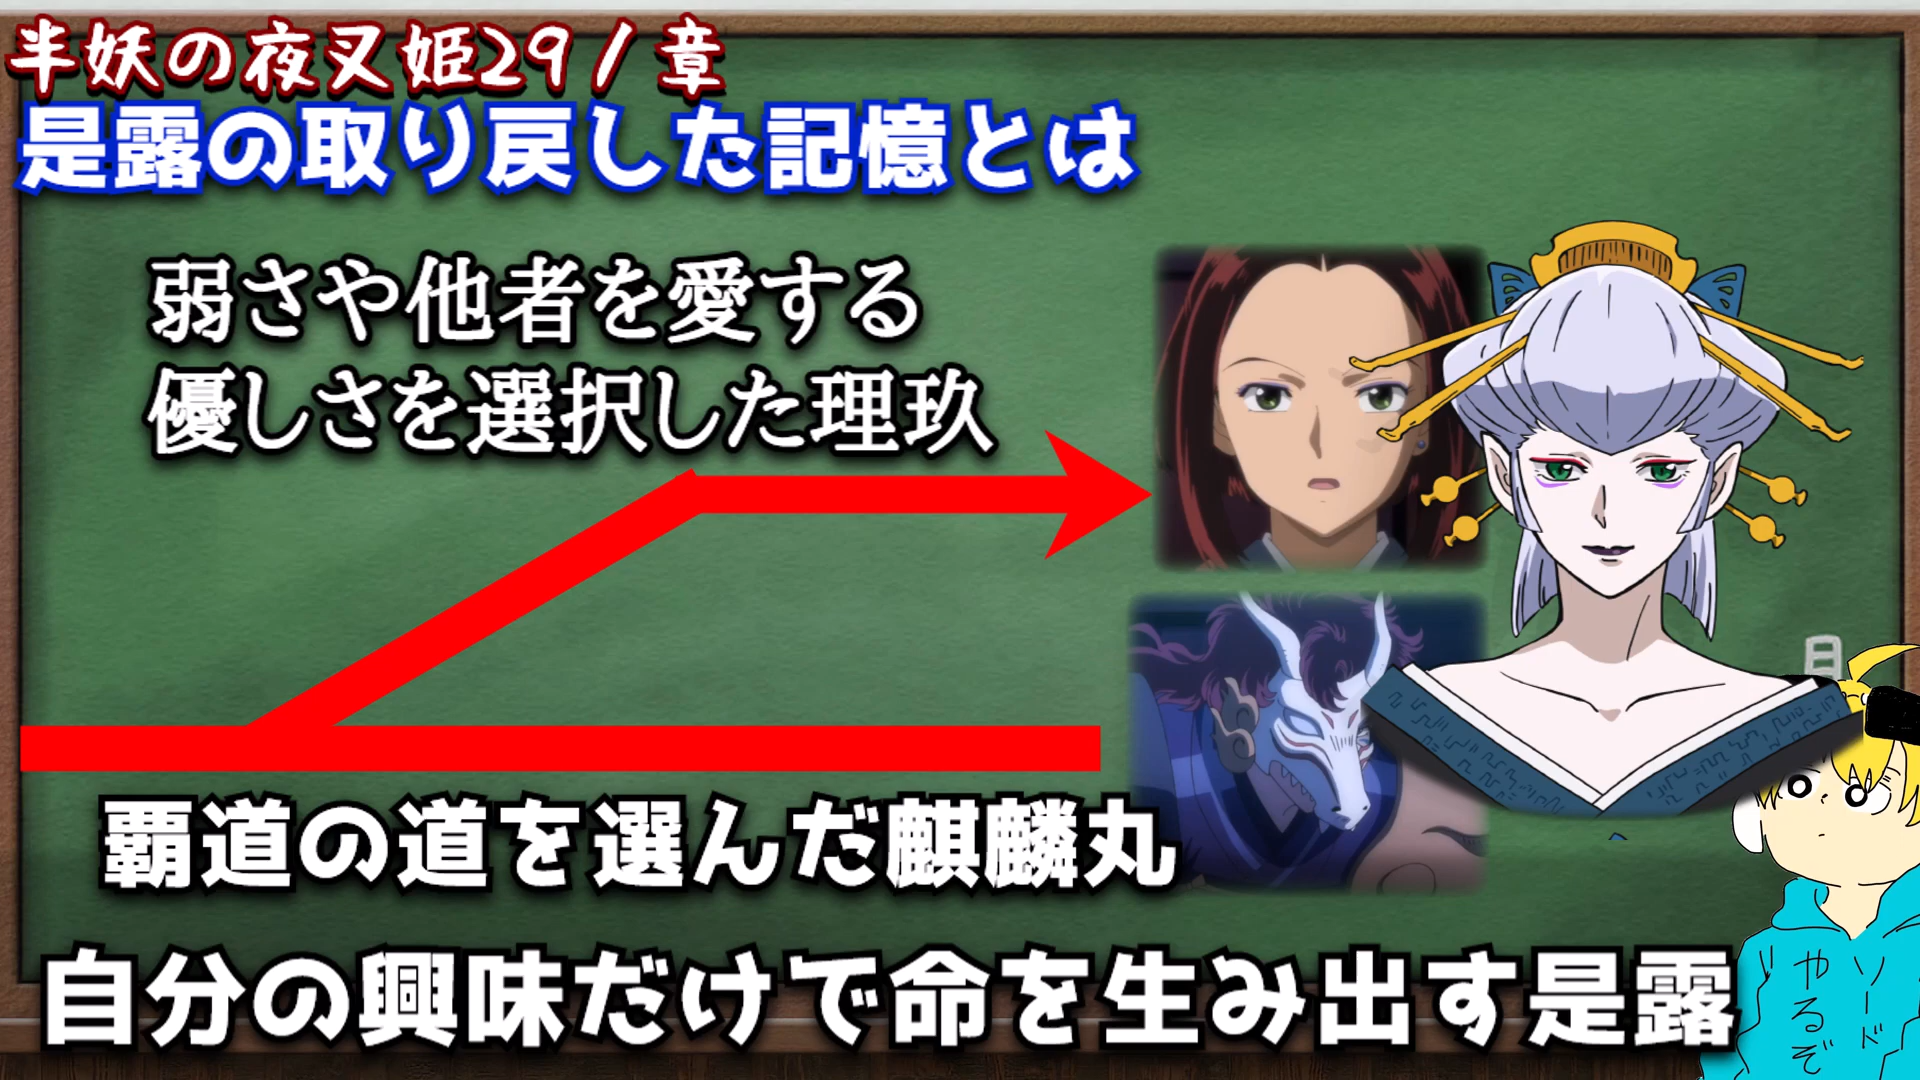 半妖の夜叉姫29／章
是露の取り戻した記憶とは
弱さや他者を愛する
優しさを選択した理玖
日
覇道の道を選んだ麒麟丸
自分の興味だけで命を生み出す是露
ソード
やるぞ